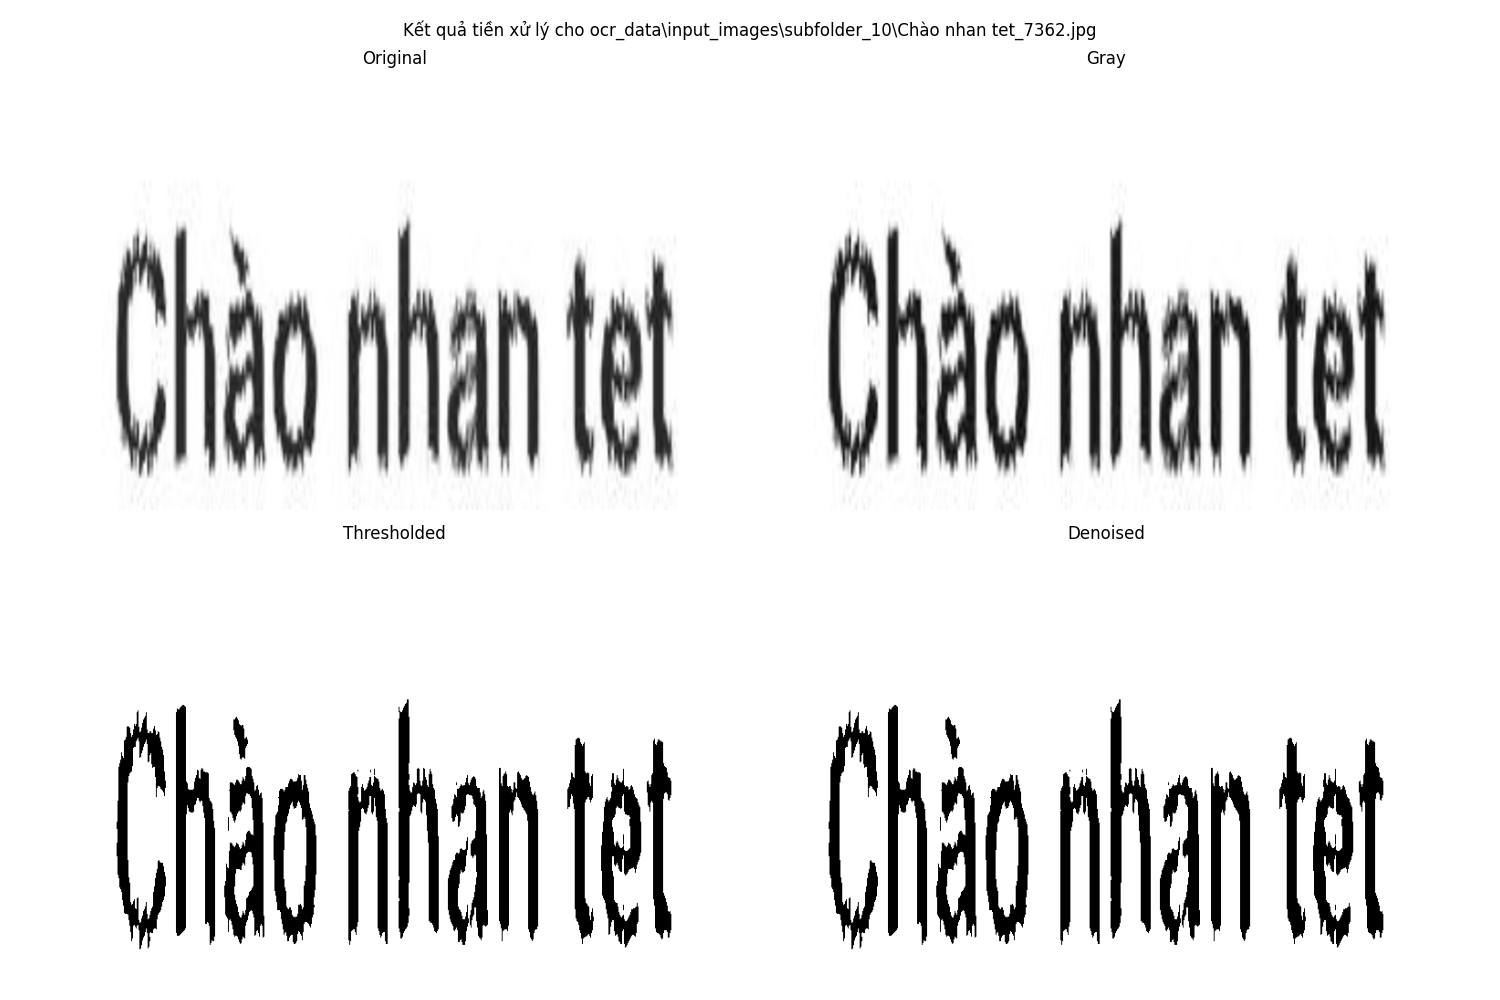 Kết quả tiền xử lý cho ocr_data\input_images\subfolder_10\Chào nhan tet_7362.jpg
Original
Gray
Chào nhan tet
Chào nhan tet
Thresholded
Denoised
Chào nhan tet
Chào nhan tet